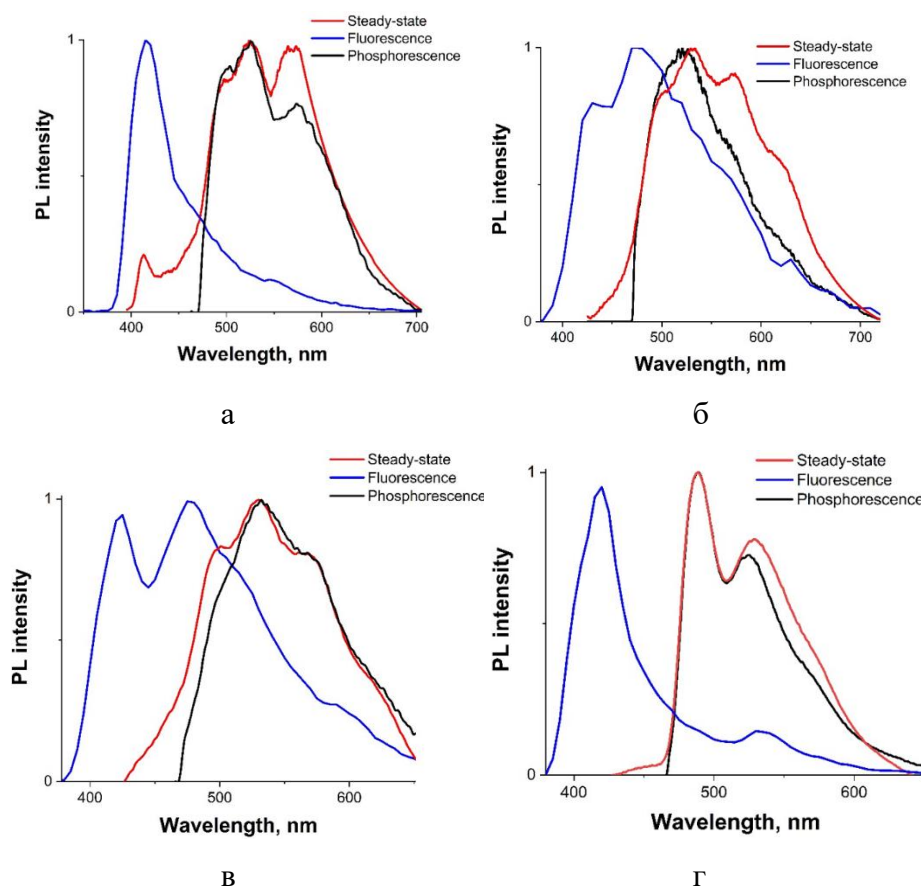 Steady-state
Fluorescence
Phosphorescence
1
PL intensity
0
400
500
600
700
Wavelength, nm
а
Steady-state
Fluorescence
Phosphorescence
1
PL intensity
0
400
500
600
700
Wavelength, nm
б
Steady-state
Fluorescence
Phosphorescence
1
PL intensity
0
400
500
600
Wavelength, nm
в
Steady-state
Fluorescence
Phosphorescence
1
PL intensity
0
400
500
600
Wavelength, nm
г